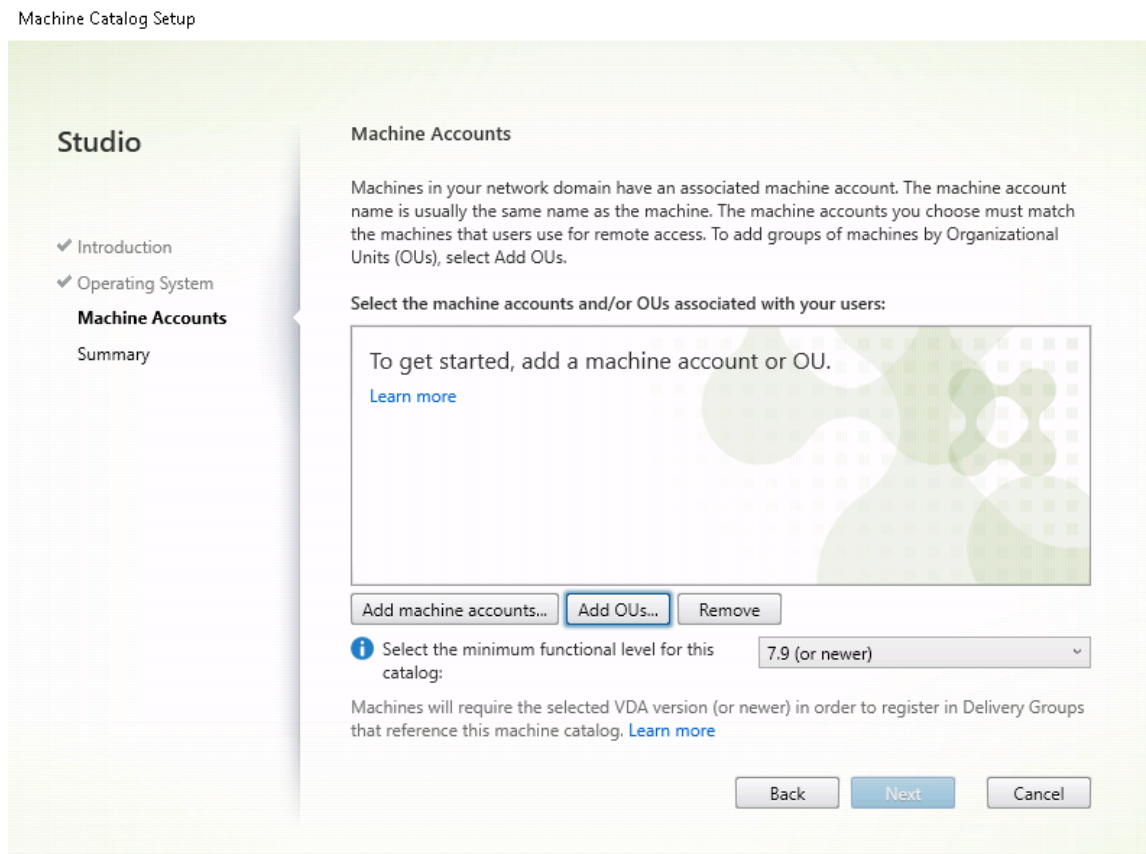 Machine Catalog Setup
Studio
Introduction
Operating System
Machine Accounts
Summary
Machine Accounts
Machines in your network domain have an associated machine account. The machine account
name is usually the same name as the machine. The machine accounts you choose must match
the machines that users use for remote access. To add groups of machines by Organizational
Units (OUs), select Add OUs.
Select the machine accounts and/or OUs associated with your users:
To get started, add a machine account or OU.
Learn more
Add machine accounts... Add OUs... Remove
Select the minimum functional level for this
catalog:
7.9 (or newer)
Machines will require the selected VDA version (or newer) in order to register in Delivery Groups
that reference this machine catalog. Learn more
Back Next Cancel